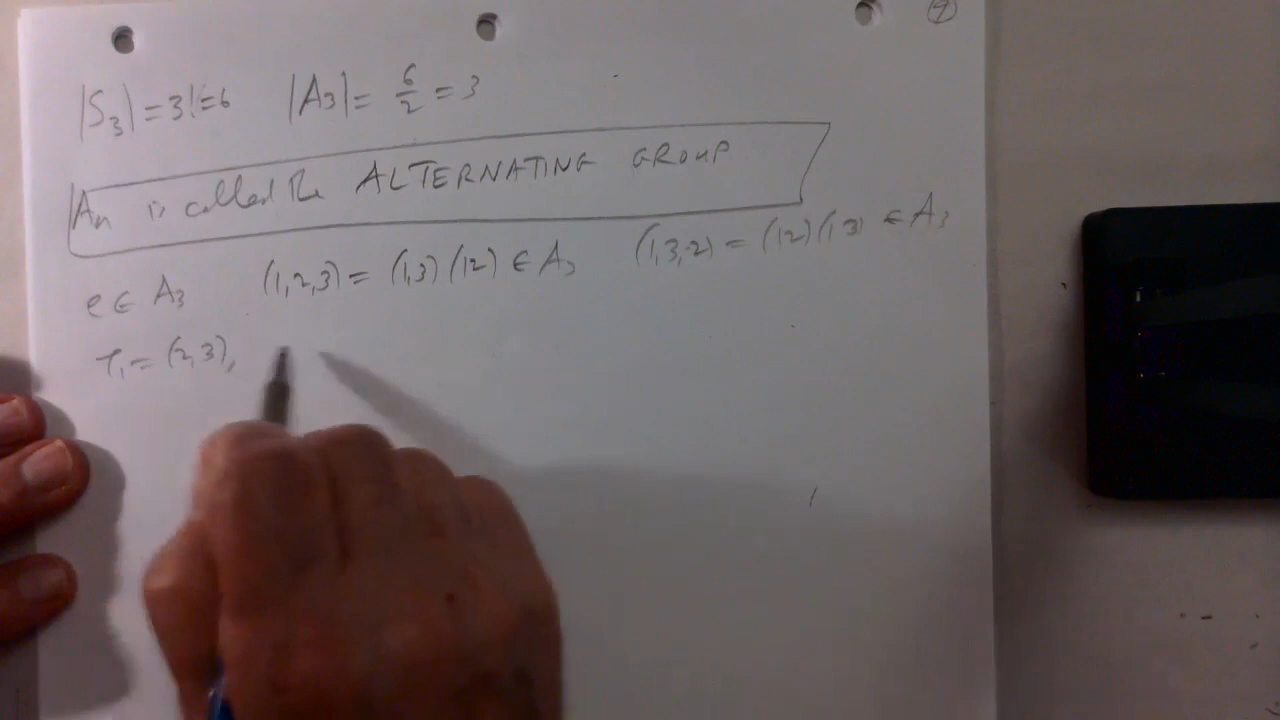 9
|S₃| = 3! = 6 |A₃| = 6/2 = 3
Aₙ is called the ALTERNATING GROUP
e ∈ A₃ (1,2,3) = (1,3)(12) ∈ A₃ (1,3,2) = (12)(13) ∈ A₃
τ₁ = (2,3),